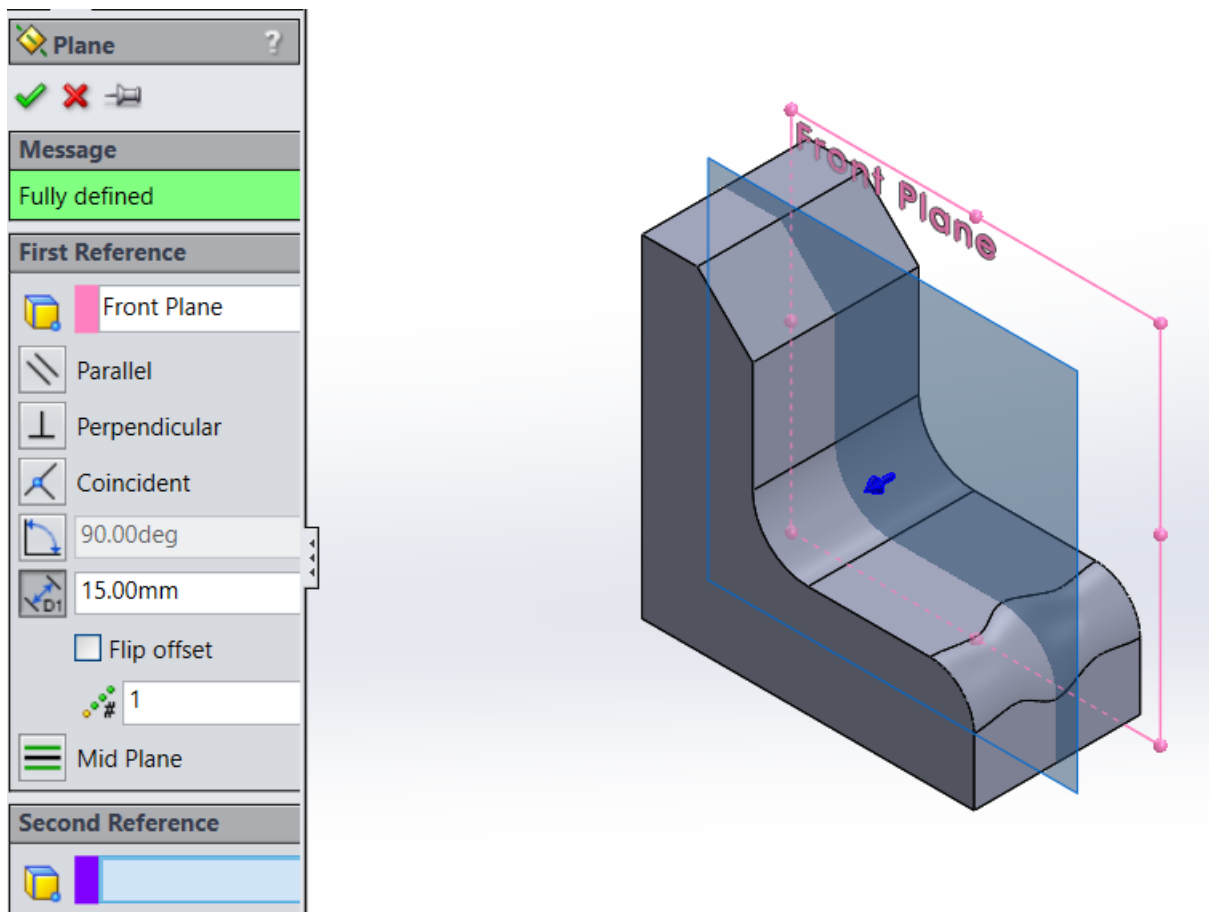 Plane ?
Message
Fully defined
First Reference
Front Plane
Parallel
Perpendicular
Coincident
90.00deg
D1 15.00mm
Flip offset
# 1
Mid Plane
Second Reference
Front Plane